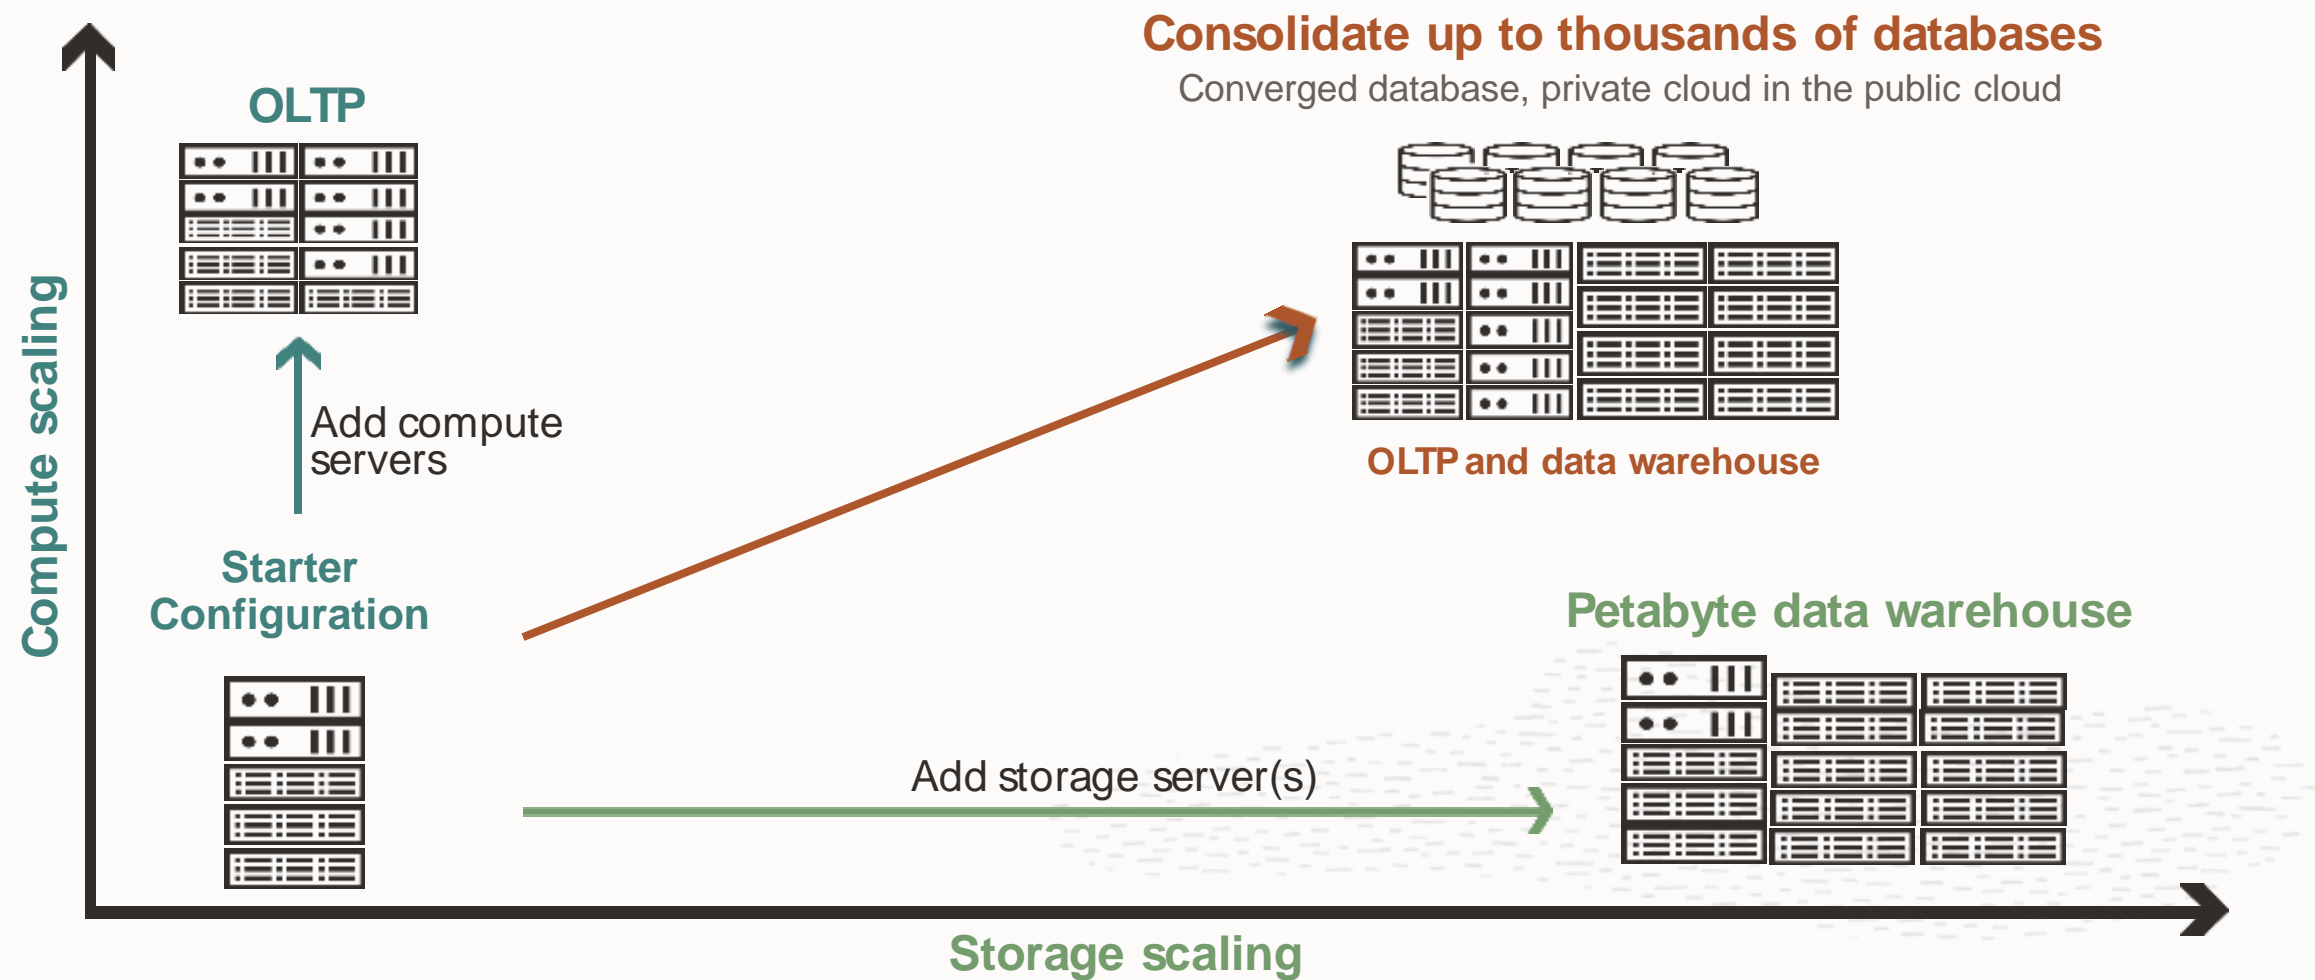 Consolidate up to thousands of databases
Converged database, private cloud in the public cloud
OLTP
Compute scaling
Add compute
servers
OLTP and data warehouse
Starter
Configuration
Petabyte data warehouse
Add storage server(s)
Storage scaling